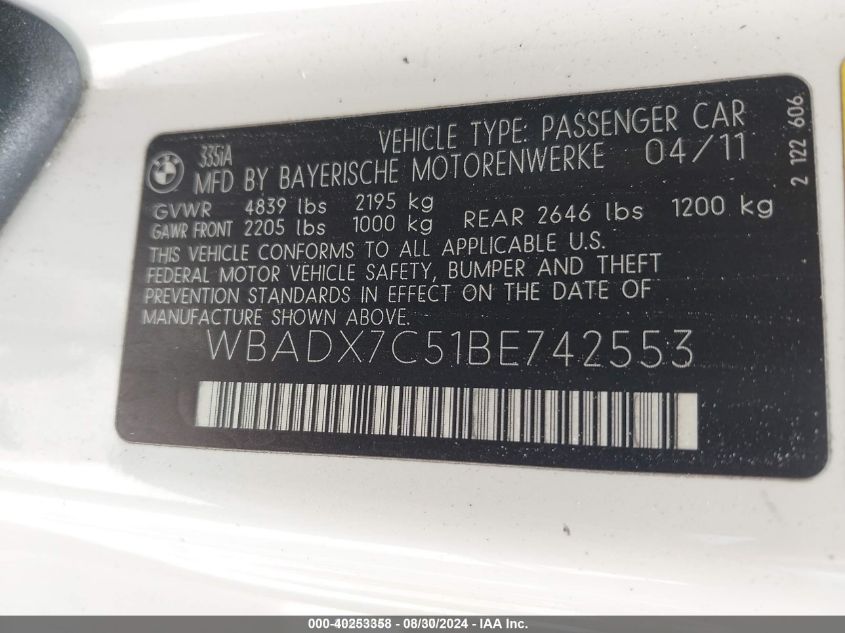 335iA VEHICLE TYPE: PASSENGER CAR
MFD BY BAYERISCHE MOTORENWERKE 04/11
GVWR 4839 lbs 2195 kg
GAWR FRONT 2205 lbs 1000 kg REAR 2646 lbs 1200 kg
THIS VEHICLE CONFORMS TO ALL APPLICABLE U.S.
FEDERAL MOTOR VEHICLE SAFETY, BUMPER AND THEFT
PREVENTION STANDARDS IN EFFECT ON THE DATE OF
MANUFACTURE SHOWN ABOVE.
WBADX7C51BE742553
2 122 606
000-40253358 - 08/30/2024 - IAA Inc.